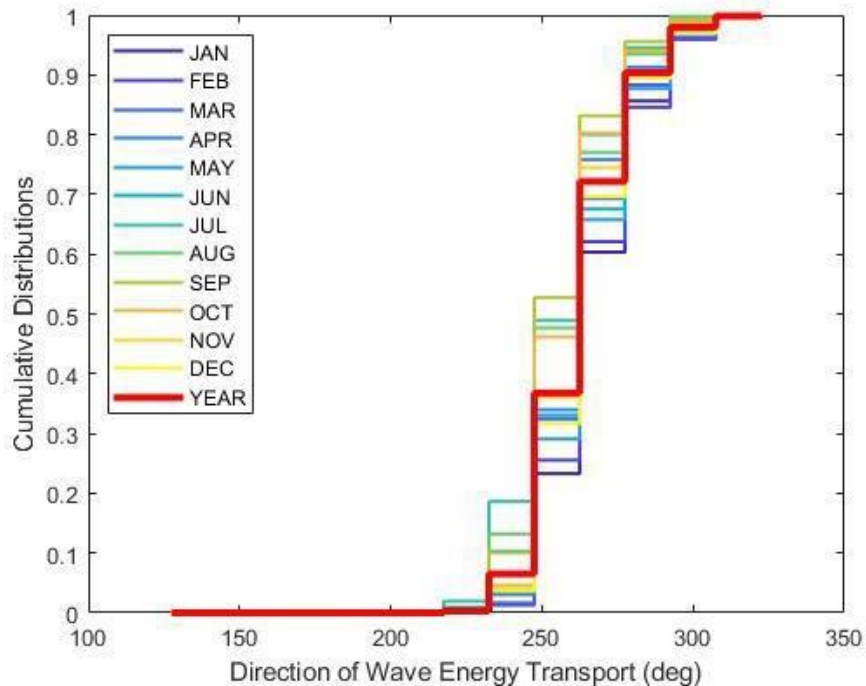 1
0.9
0.8
0.7
0.6
0.5
0.4
0.3
0.2
0.1
0
Cumulative Distributions
JAN
FEB
MAR
APR
MAY
JUN
JUL
AUG
SEP
OCT
NOV
DEC
YEAR
100 150 200 250 300 350
Direction of Wave Energy Transport (deg)